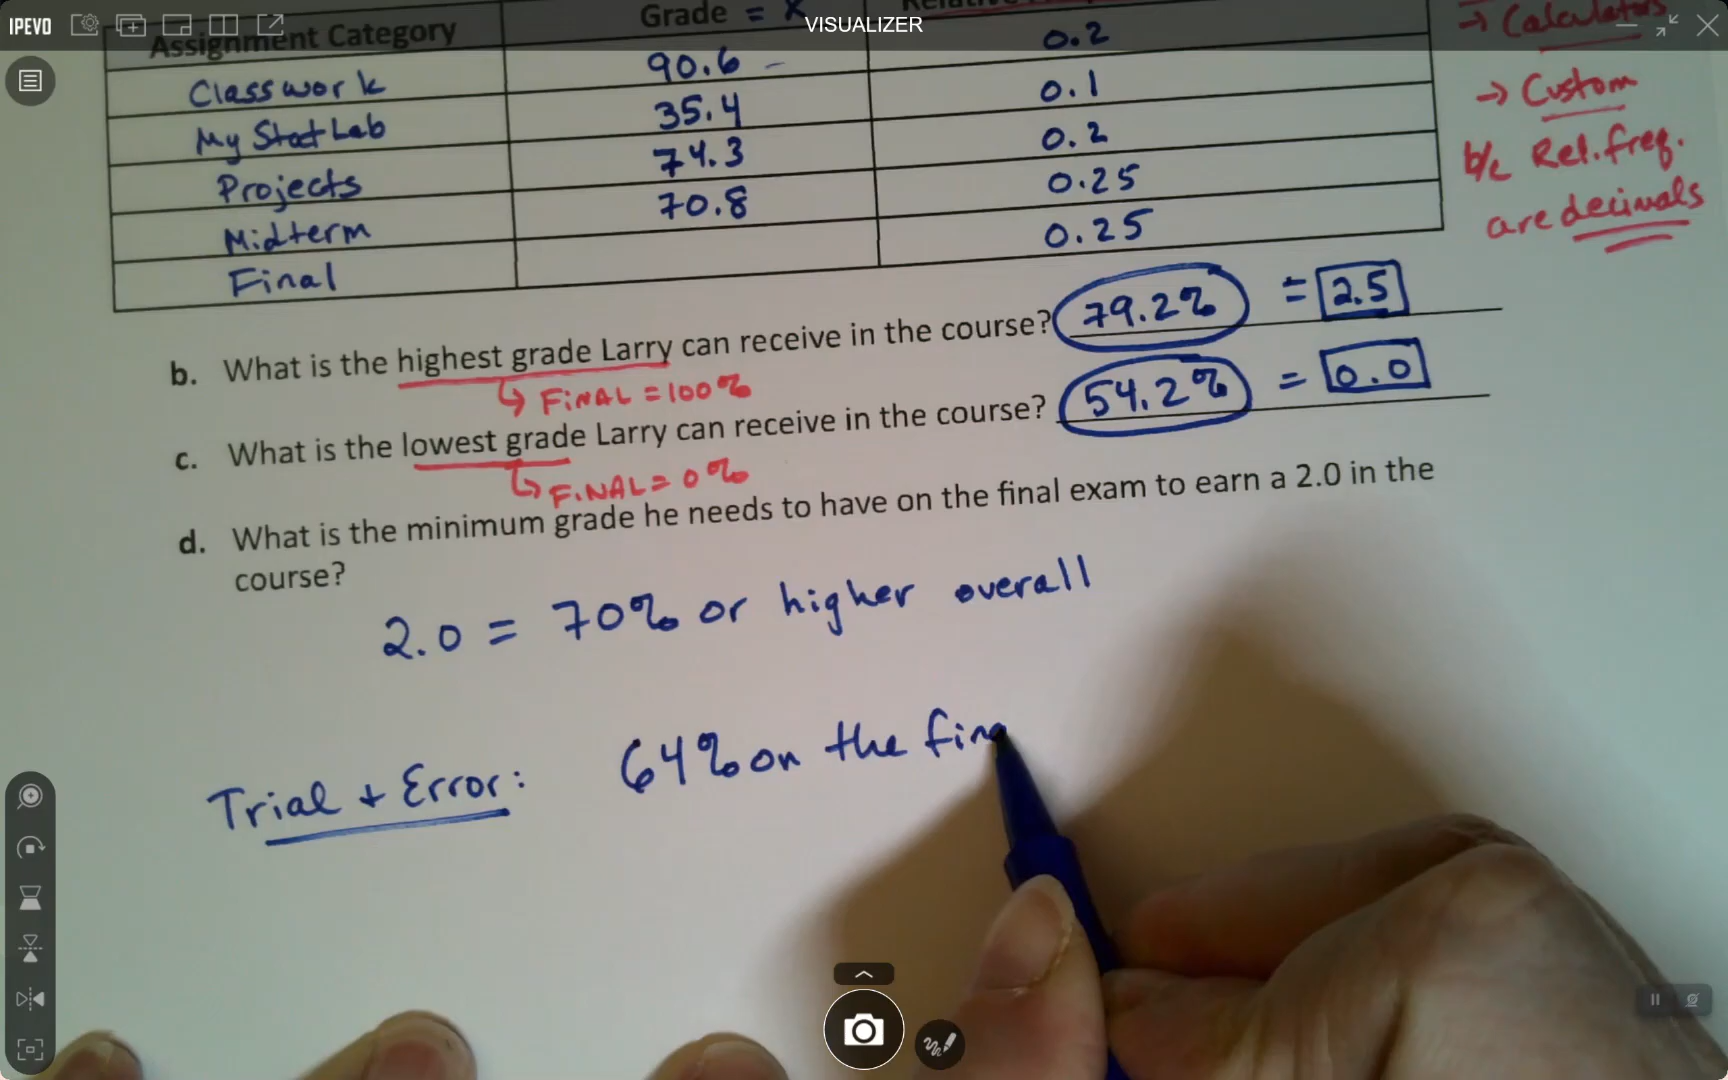 IPEVO
VISUALIZER
Grade = X
Assignment Category
Classwork 90.6 0.2
My StatLab 35.4 0.1
Projects 74.3 0.2
Midterm 70.8 0.25
Final 0.25
→ Calculators
→ Custom
b/c Rel. freq.
are decimals
b. What is the highest grade Larry can receive in the course? 79.2% = 2.5
↳ FINAL = 100%
c. What is the lowest grade Larry can receive in the course? 54.2% = 0.0
↳ FINAL = 0%
d. What is the minimum grade he needs to have on the final exam to earn a 2.0 in the
course?
2.0 = 70% or higher overall
Trial + Error: 64% on the fina